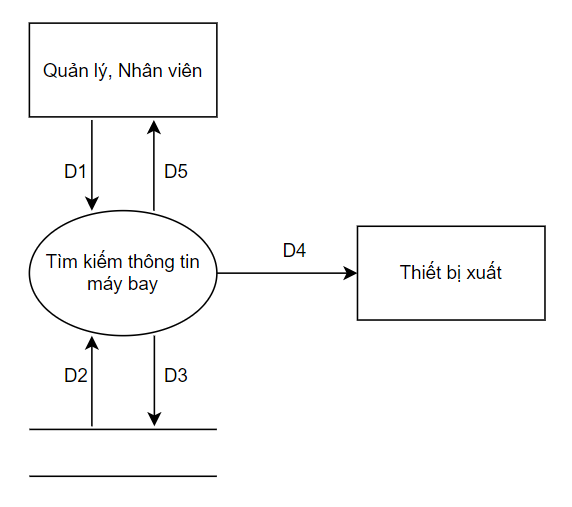 Quản lý, Nhân viên
D1
D5
Tìm kiếm thông tin
máy bay
D4
Thiết bị xuất
D2
D3